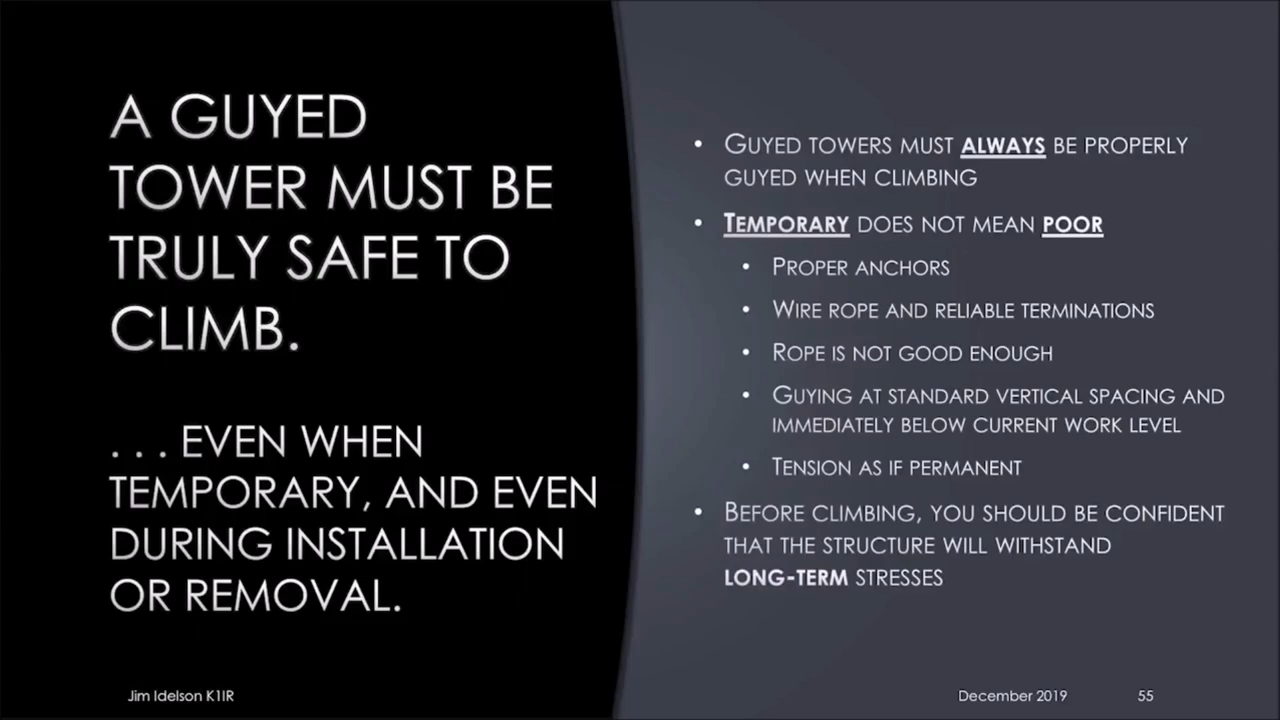 A GUYED
TOWER MUST BE
TRULY SAFE TO
CLIMB.
. . . EVEN WHEN
TEMPORARY, AND EVEN
DURING INSTALLATION
OR REMOVAL.
• GUYED TOWERS MUST ALWAYS BE PROPERLY
GUYED WHEN CLIMBING
• TEMPORARY DOES NOT MEAN POOR
• PROPER ANCHORS
• WIRE ROPE AND RELIABLE TERMINATIONS
• ROPE IS NOT GOOD ENOUGH
• GUYING AT STANDARD VERTICAL SPACING AND
IMMEDIATELY BELOW CURRENT WORK LEVEL
• TENSION AS IF PERMANENT
• BEFORE CLIMBING, YOU SHOULD BE CONFIDENT
THAT THE STRUCTURE WILL WITHSTAND
LONG-TERM STRESSES
Jim Idelson K1IR
December 2019
55